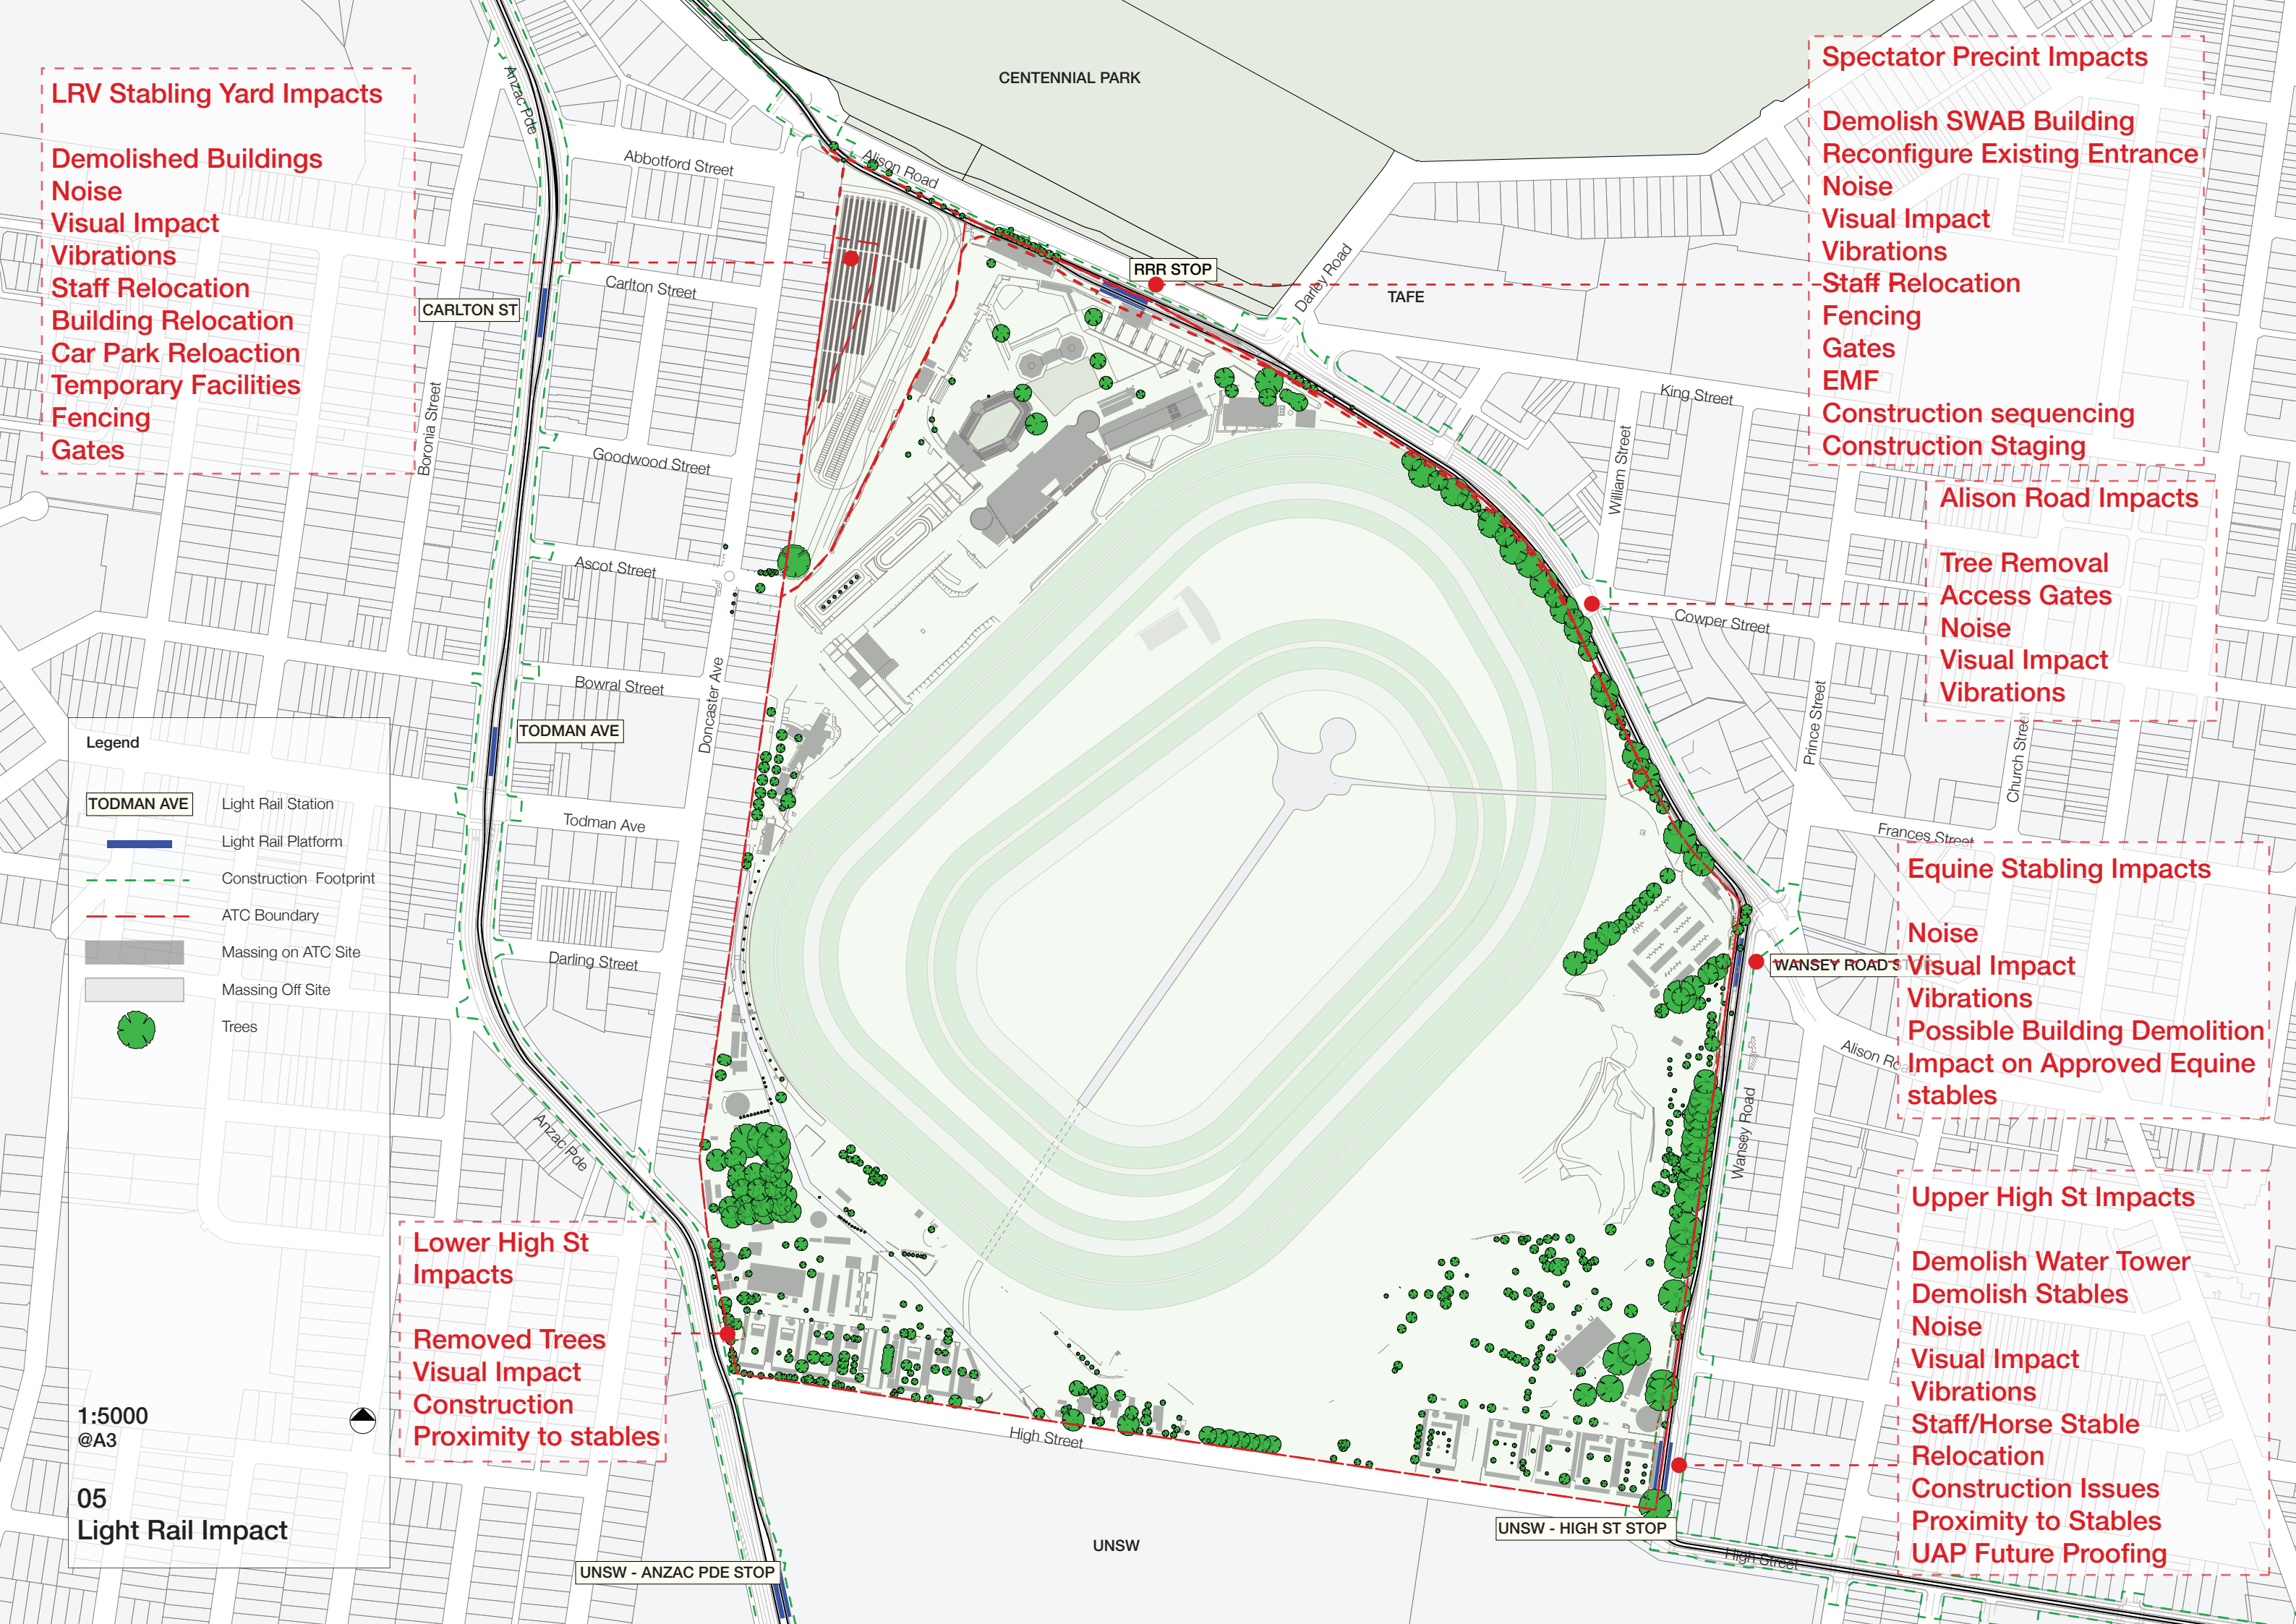 CENTENNIAL PARK
Anzac Pde
Abbotford Street
Alison Road
LRV Stabling Yard Impacts
Demolished Buildings
Noise
Visual Impact
Vibrations
Staff Relocation
Building Relocation
Car Park Reloaction
Temporary Facilities
Fencing
Gates
Spectator Precint Impacts
Demolish SWAB Building
Reconfigure Existing Entrance
Noise
Visual Impact
Vibrations
Staff Relocation
Fencing
Gates
EMF
Construction sequencing
Construction Staging
CARLTON ST
Carlton Street
RRR STOP
Darley Road
TAFE
King Street
Boronia Street
Goodwood Street
William Street
Ascot Street
Alison Road Impacts
Tree Removal
Access Gates
Noise
Visual Impact
Vibrations
Cowper Street
Bowral Street
Doncaster Ave
Prince Street
Church Street
TODMAN AVE
Todman Ave
Frances Street
Darling Street
Equine Stabling Impacts
Noise
Visual Impact
Vibrations
Possible Building Demolition
Impact on Approved Equine
stables
WANSEY ROAD S
Alison Ro
Wansey Road
Legend
TODMAN AVE Light Rail Station
Light Rail Platform
Construction Footprint
ATC Boundary
Massing on ATC Site
Massing Off Site
Trees
Anzac Pde
Lower High St
Impacts
Removed Trees
Visual Impact
Construction
Proximity to stables
Upper High St Impacts
Demolish Water Tower
Demolish Stables
Noise
Visual Impact
Vibrations
Staff/Horse Stable
Relocation
Construction Issues
Proximity to Stables
UAP Future Proofing
1:5000
@A3
05
Light Rail Impact
High Street
UNSW
UNSW - HIGH ST STOP
High Street
UNSW - ANZAC PDE STOP